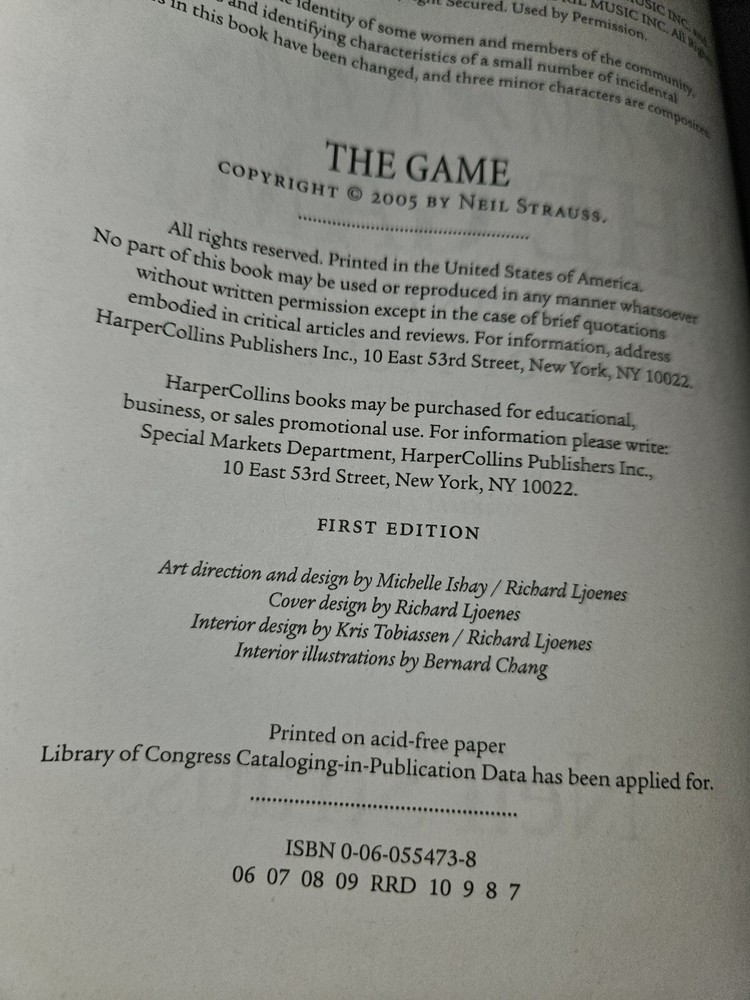 MUSIC INC.
Secured. Used by Permission. MUSIC INC. All
identity of some women and members of the community,
and identifying characteristics of a small number of incidental
in this book have been changed, and three minor characters are composites.
THE GAME
COPYRIGHT © 2005 BY NEIL STRAUSS.
All rights reserved. Printed in the United States of America.
No part of this book may be used or reproduced in any manner whatsoever
without written permission except in the case of brief quotations
embodied in critical articles and reviews. For information, address
HarperCollins Publishers Inc., 10 East 53rd Street, New York, NY 10022.
HarperCollins books may be purchased for educational,
business, or sales promotional use. For information please write:
Special Markets Department, HarperCollins Publishers Inc.,
10 East 53rd Street, New York, NY 10022.
FIRST EDITION
Art direction and design by Michelle Ishay / Richard Ljoenes
Cover design by Richard Ljoenes
Interior design by Kris Tobiassen / Richard Ljoenes
Interior illustrations by Bernard Chang
Printed on acid-free paper
Library of Congress Cataloging-in-Publication Data has been applied for.
ISBN 0-06-055473-8
06 07 08 09 RRD 10 9 8 7